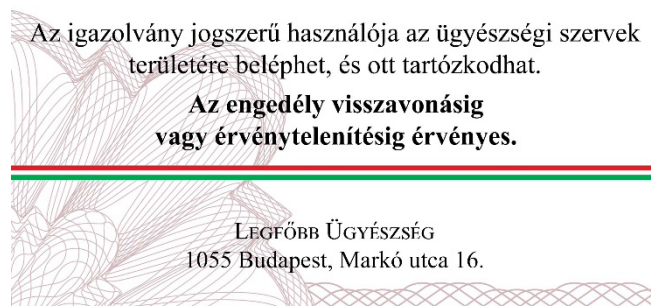 Az igazolvány jogszerű használója az ügyészségi szervek
területére beléphet, és ott tartózkodhat.
Az engedély visszavonásig
vagy érvénytelenítésig érvényes.
Legfőbb Ügyészség
1055 Budapest, Markó utca 16.